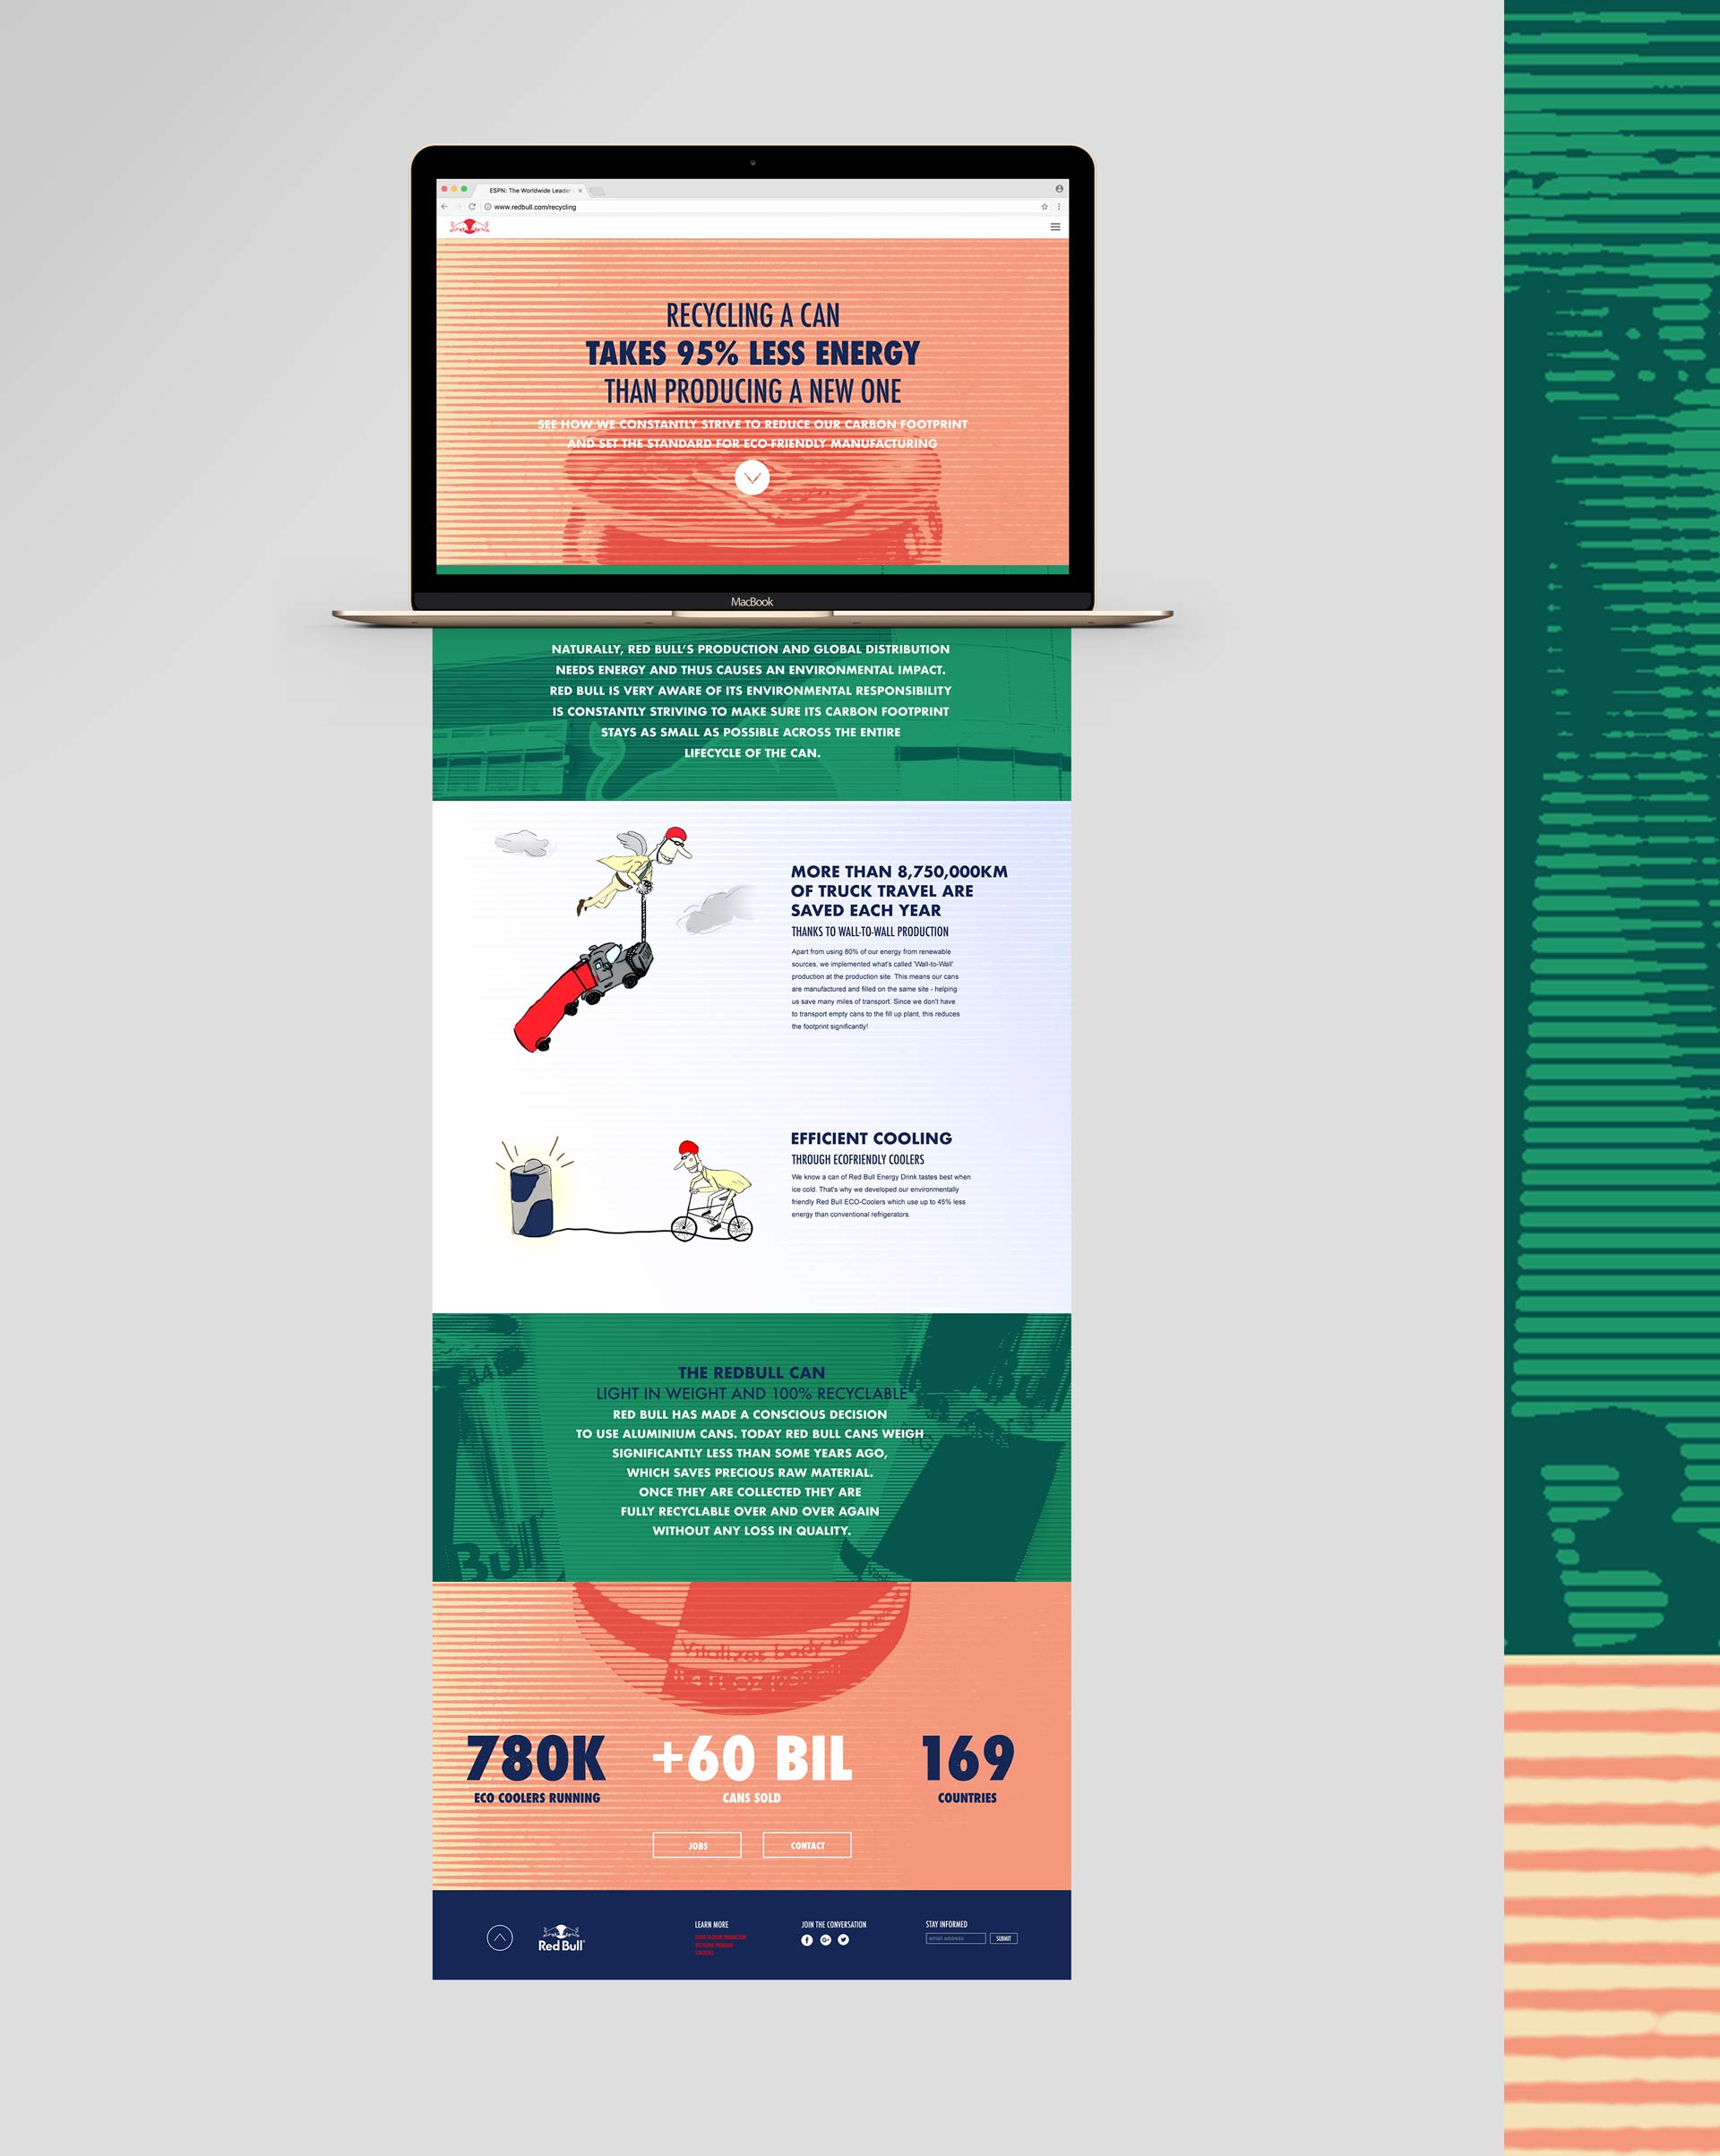 ESPN: The Worldwide Leader
www.redbull.com/recycling
RECYCLING A CAN
TAKES 95% LESS ENERGY
THAN PRODUCING A NEW ONE
SEE HOW WE CONSTANTLY STRIVE TO REDUCE OUR CARBON FOOTPRINT
AND SET THE STANDARD FOR ECO-FRIENDLY MANUFACTURING
MacBook
NATURALLY, RED BULL'S PRODUCTION AND GLOBAL DISTRIBUTION
NEEDS ENERGY AND THUS CAUSES AN ENVIRONMENTAL IMPACT.
RED BULL IS VERY AWARE OF ITS ENVIRONMENTAL RESPONSIBILITY
IS CONSTANTLY STRIVING TO MAKE SURE ITS CARBON FOOTPRINT
STAYS AS SMALL AS POSSIBLE ACROSS THE ENTIRE
LIFECYCLE OF THE CAN.
MORE THAN 8,750,000KM
OF TRUCK TRAVEL ARE
SAVED EACH YEAR
THANKS TO WALL-TO-WALL PRODUCTION
Apart from using 80% of our energy from renewable
sources, we implemented what's called 'Wall-to-Wall'
production at the production site. This means our cans
are manufactured and filled on the same site - helping
us save many miles of transport. Since we don't have
to transport empty cans to the fill up plant, this reduces
the footprint significantly!
EFFICIENT COOLING
THROUGH ECOFRIENDLY COOLERS
We know a can of Red Bull Energy Drink tastes best when
ice cold. That's why we developed our environmentally
friendly Red Bull ECO-Coolers which use up to 45% less
energy than conventional refrigerators.
THE REDBULL CAN
LIGHT IN WEIGHT AND 100% RECYCLABLE
RED BULL HAS MADE A CONSCIOUS DECISION
TO USE ALUMINIUM CANS. TODAY RED BULL CANS WEIGH
SIGNIFICANTLY LESS THAN SOME YEARS AGO,
WHICH SAVES PRECIOUS RAW MATERIAL.
ONCE THEY ARE COLLECTED THEY ARE
FULLY RECYCLABLE OVER AND OVER AGAIN
WITHOUT ANY LOSS IN QUALITY.
Bull
Bull
Vitalizes body
780K
ECO COOLERS RUNNING
+60 BIL
CANS SOLD
169
COUNTRIES
JOBS
CONTACT
Red Bull
LEARN MORE
JOIN THE CONVERSATION
STAY INFORMED
email address
SUBMIT